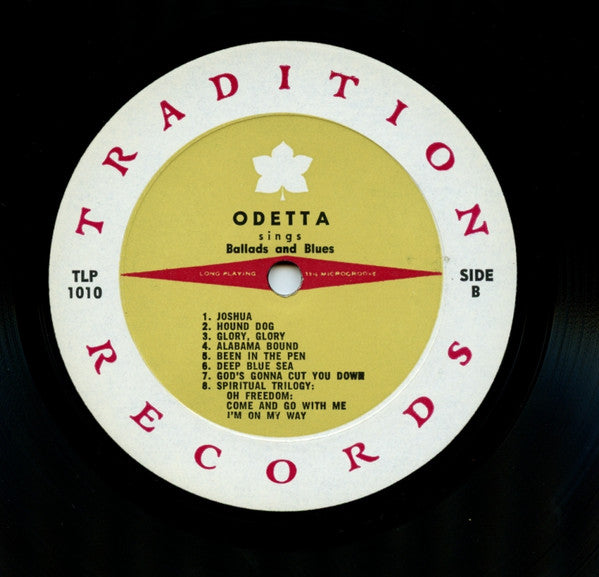 TRADITION
ODETTA
sings
Ballads and Blues
TLP
1010
LONG PLAYING 33⅓ MICROGROOVE
SIDE
B
1. JOSHUA
2. HOUND DOG
3. GLORY, GLORY
4. ALABAMA BOUND
5. BEEN IN THE PEN
6. DEEP BLUE SEA
7. GOD'S GONNA CUT YOU DOWN
8. SPIRITUAL TRILOGY:
OH FREEDOM:
COME AND GO WITH ME
I'M ON MY WAY
RECORDS